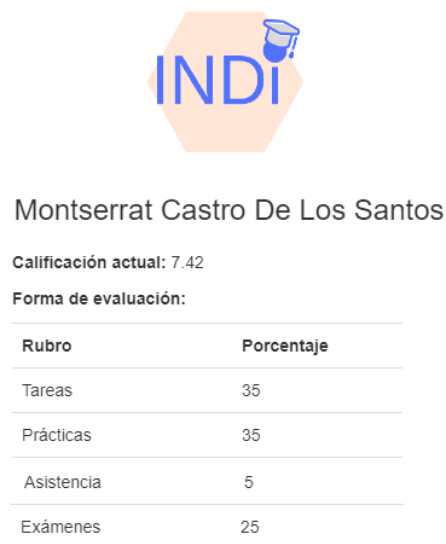 INDi
Montserrat Castro De Los Santos
Calificación actual: 7.42
Forma de evaluación:
Rubro Porcentaje
Tareas 35
Prácticas 35
Asistencia 5
Exámenes 25